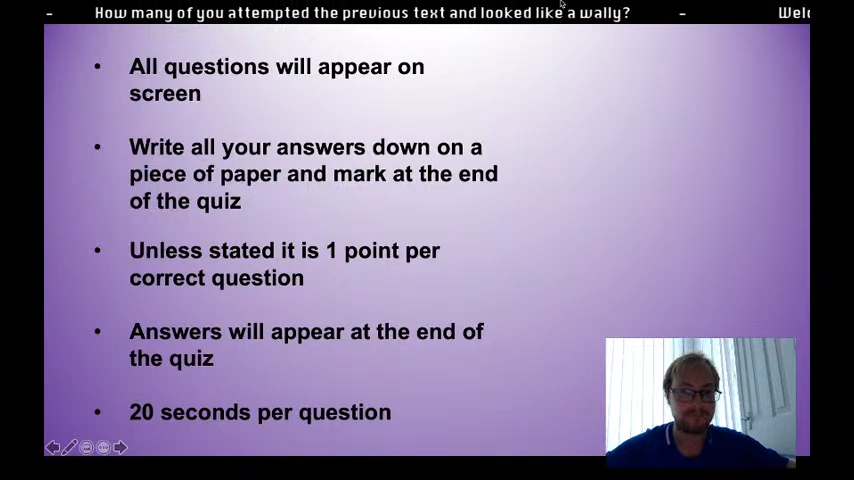 - How many of you attempted the previous text and looked like a wally? - Welc
• All questions will appear on
screen
• Write all your answers down on a
piece of paper and mark at the end
of the quiz
• Unless stated it is 1 point per
correct question
• Answers will appear at the end of
the quiz
• 20 seconds per question